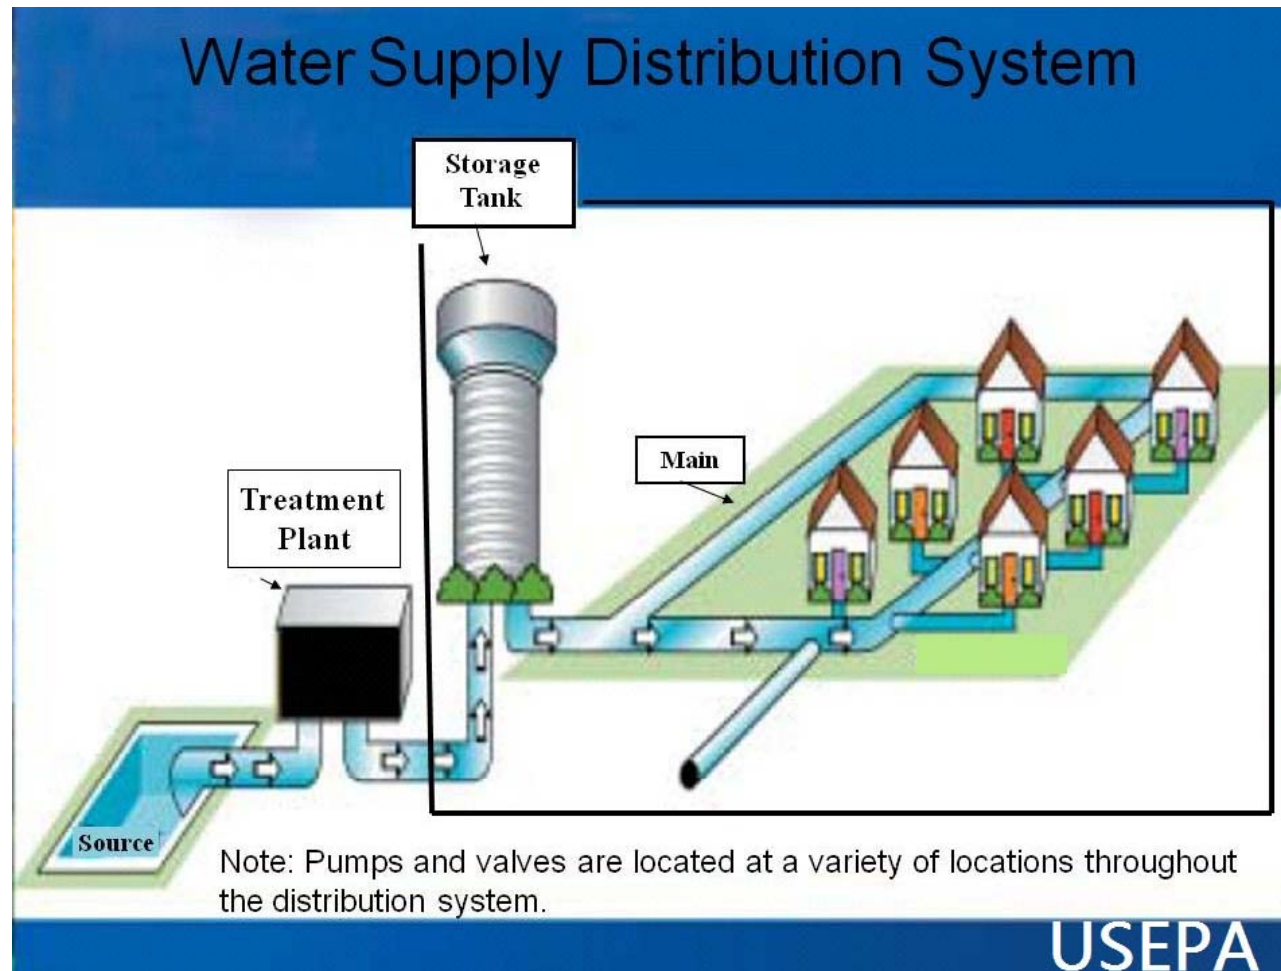 Water Supply Distribution System
Storage
Tank
Main
Treatment
Plant
Source
Note: Pumps and valves are located at a variety of locations throughout
the distribution system.
USEPA